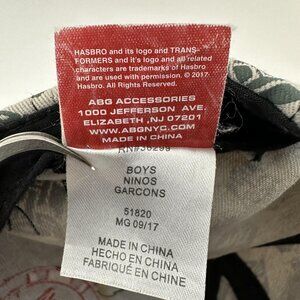 HASBRO and its logo and TRANS-
FORMERS and it's logo and all related
characters are trademarks of Hasbro
and are used with permission. © 2017
Hasbro. All Rights Reserved.
ABG ACCESSORIES
1000 JEFFERSON AVE.
ELIZABETH, NJ 07201
WWW.ABGNYC.COM
MADE IN CHINA
BOYS
NINOS
GARCONS
51820
MG 09/17
MADE IN CHINA
HECHO EN CHINA
FABRIQUÉ EN CHINE